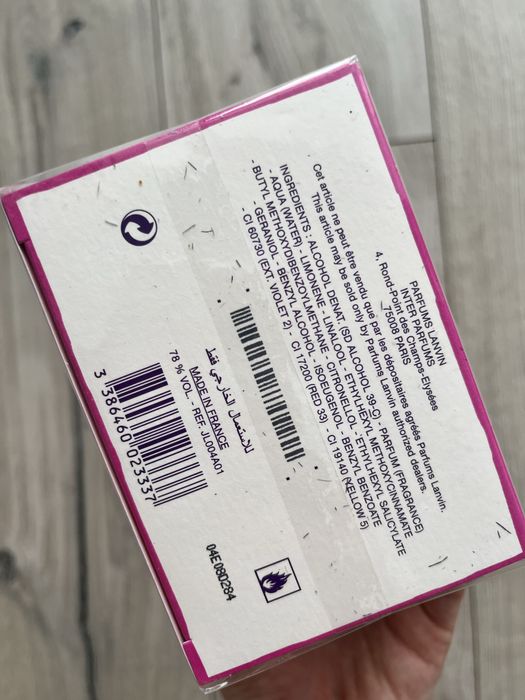 PARFUMS LANVIN
INTER PARFUMS
4, Rond-Point des Champs-Elysées
75008 PARIS
Cet article ne peut être vendu que par les dépositaires agréés Parfums Lanvin.
This article may be sold only by Parfums Lanvin authorized dealers.
INGREDIENTS : ALCOHOL DENAT. (SD ALCOHOL 39-C) - PARFUM (FRAGRANCE)
- AQUA (WATER) - LIMONENE - LINALOOL - ETHYLHEXYL METHOXYCINNAMATE
- BUTYL METHOXYDIBENZOYLMETHANE - CITRONELLOL - ETHYLHEXYL SALICYLATE
- GERANIOL - BENZYL ALCOHOL - ISOEUGENOL - BENZYL BENZOATE
- CI 60730 (EXT. VIOLET 2) - CI 17200 (RED 33) - CI 19140 (YELLOW 5)
للاستعمال الخارجي فقط
MADE IN FRANCE
78 % VOL - REF. JL004A01
3 386460 023337
04E08D284